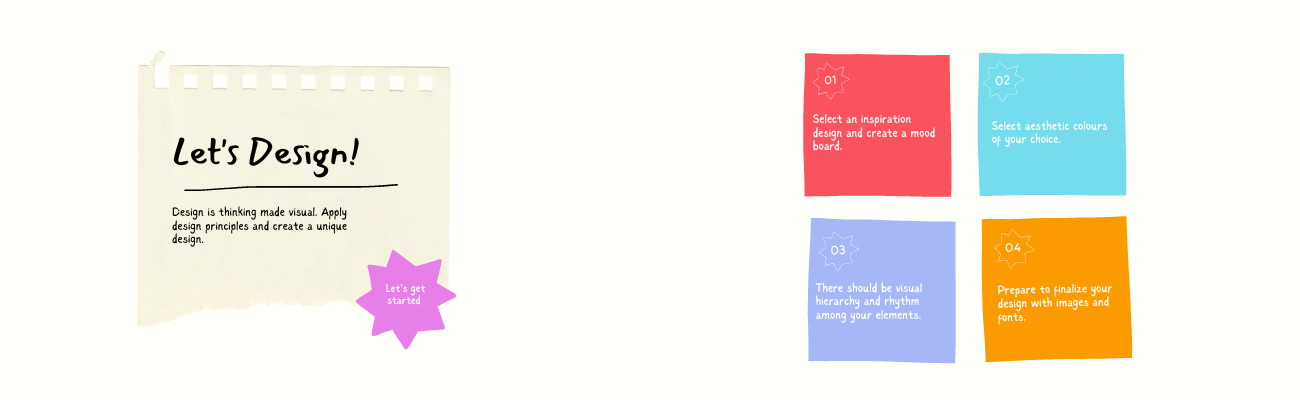 Let's Design!
Design is thinking made visual. Apply
design principles and create a unique
design.
Let's get
started
01
Select an inspiration
design and create a mood
board.
02
Select aesthetic colours
of your choice.
03
There should be visual
hierarchy and rhythm
among your elements.
04
Prepare to finalize your
design with images and
fonts.